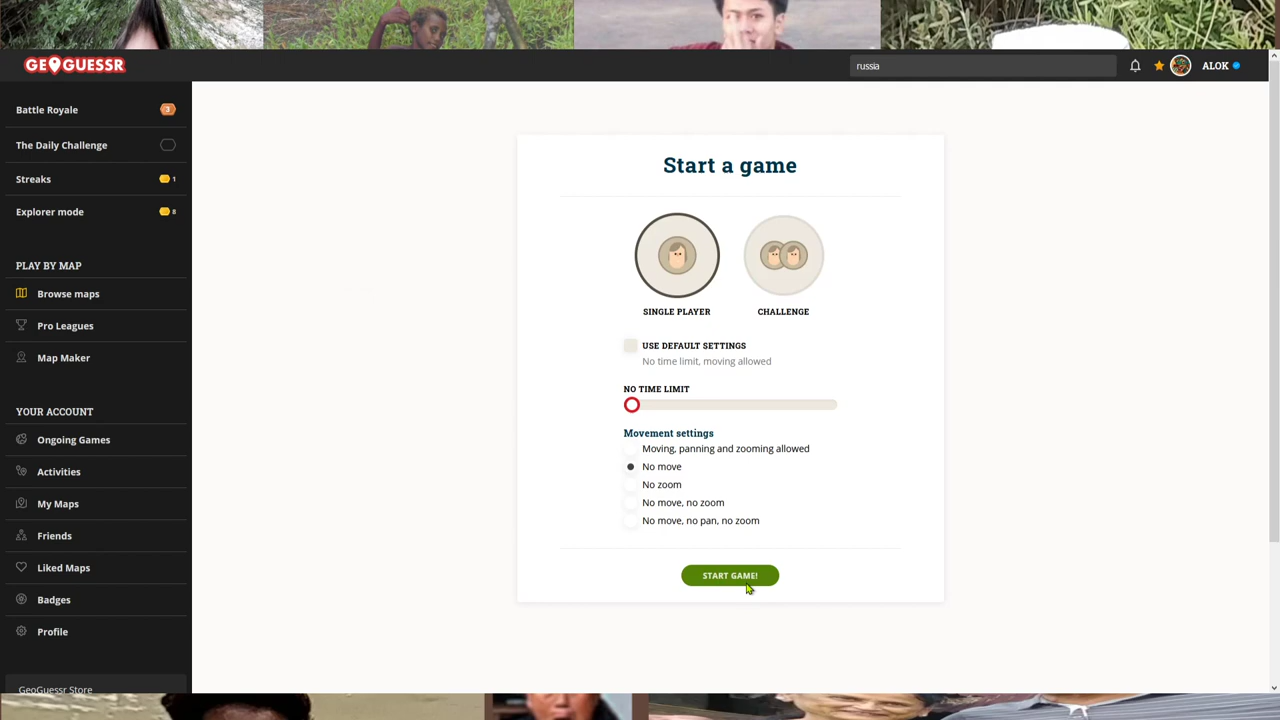 GEOGUESSR
russia
ALOK
Battle Royale 3
The Daily Challenge
Streaks 1
Explorer mode 8
PLAY BY MAP
Browse maps
Pro Leagues
Map Maker
YOUR ACCOUNT
Ongoing Games
Activities
My Maps
Friends
Liked Maps
Badges
Profile
GeoGuessr Store
Start a game
SINGLE PLAYER
CHALLENGE
USE DEFAULT SETTINGS
No time limit, moving allowed
NO TIME LIMIT
Movement settings
Moving, panning and zooming allowed
No move
No zoom
No move, no zoom
No move, no pan, no zoom
START GAME!